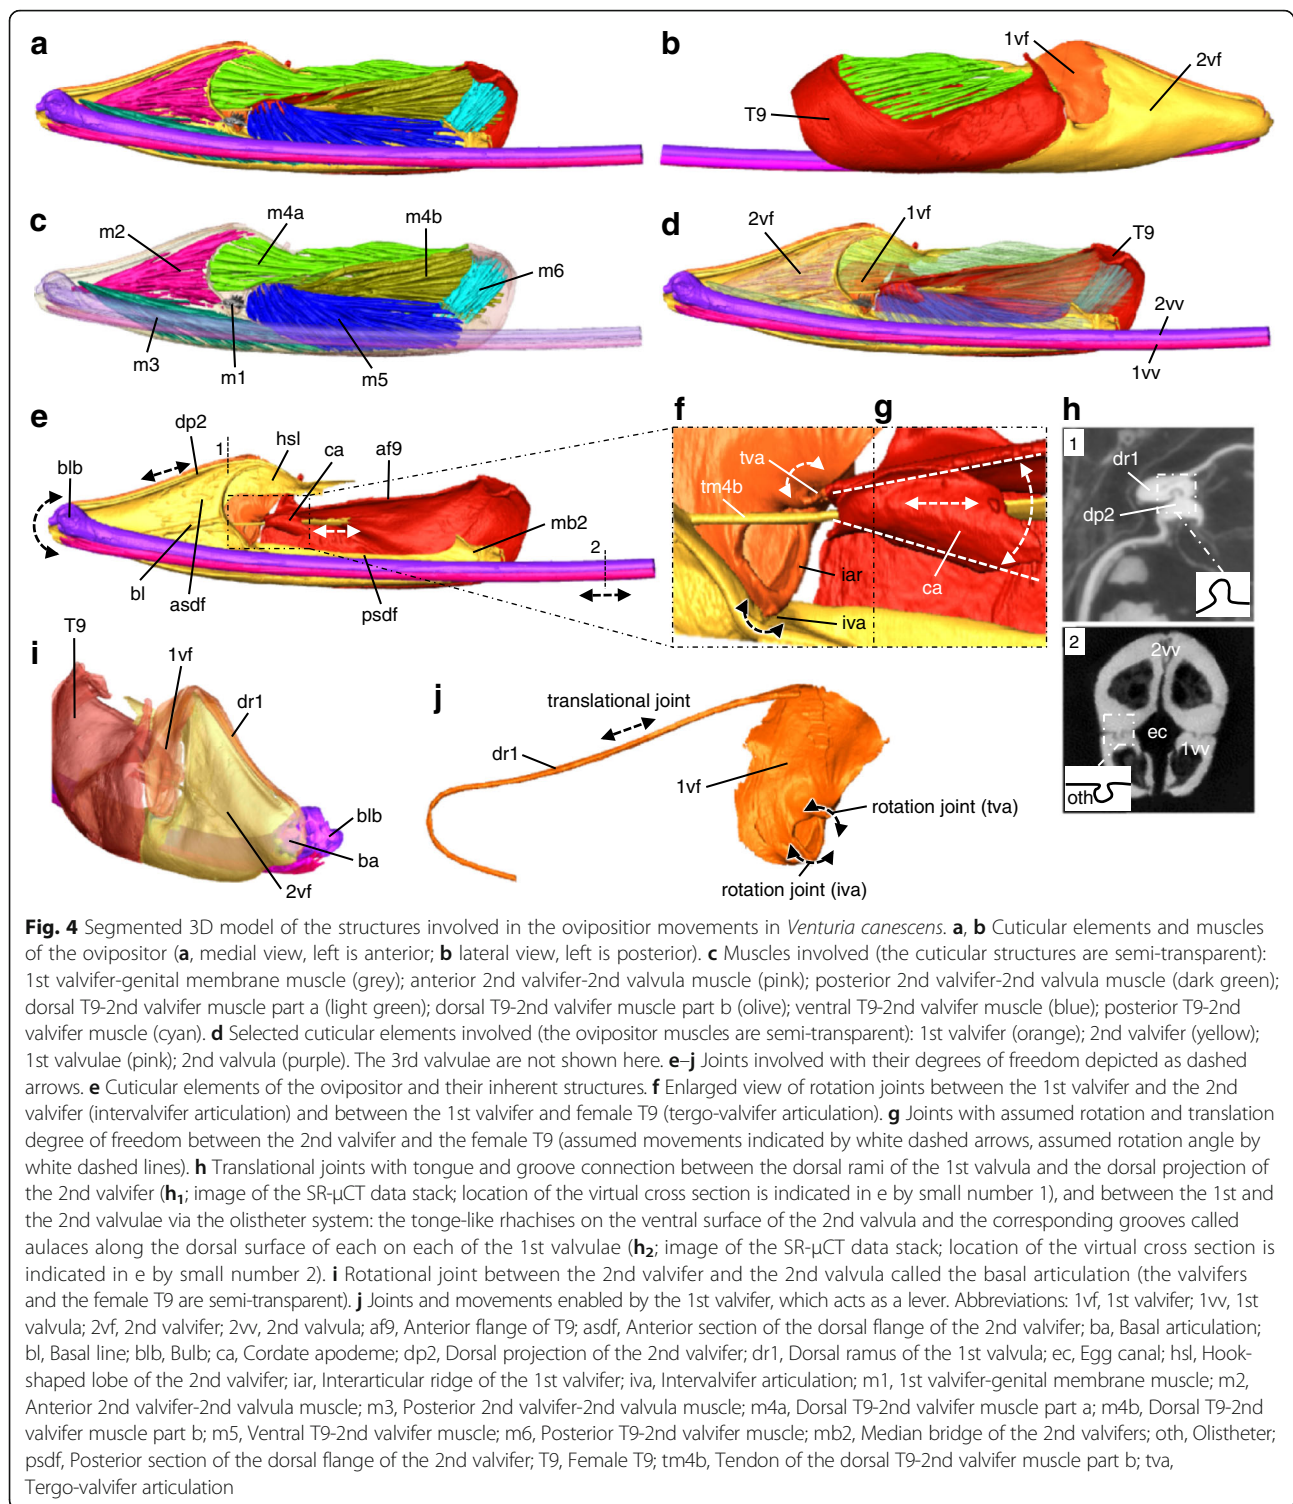 a
b
1vf
2vf
T9
c
m2
m4a
m4b
m6
m3
m1
m5
d
2vf
1vf
T9
2vv
1vv
e
dp2
1
hsl
ca
af9
blb
mb2
2
bl
asdf
psdf
f
g
tva
tm4b
iar
ca
iva
h
1
dr1
dp2
2
2vv
ec
1vv
oth
i
T9
1vf
dr1
blb
ba
2vf
j
translational joint
dr1
1vf
rotation joint (tva)
rotation joint (iva)
Fig. 4 Segmented 3D model of the structures involved in the ovipositior movements in Venturia canescens. a, b Cuticular elements and muscles
of the ovipositor (a, medial view, left is anterior; b lateral view, left is posterior). c Muscles involved (the cuticular structures are semi-transparent):
1st valvifer-genital membrane muscle (grey); anterior 2nd valvifer-2nd valvula muscle (pink); posterior 2nd valvifer-2nd valvula muscle (dark green);
dorsal T9-2nd valvifer muscle part a (light green); dorsal T9-2nd valvifer muscle part b (olive); ventral T9-2nd valvifer muscle (blue); posterior T9-2nd
valvifer muscle (cyan). d Selected cuticular elements involved (the ovipositor muscles are semi-transparent): 1st valvifer (orange); 2nd valvifer (yellow);
1st valvulae (pink); 2nd valvula (purple). The 3rd valvulae are not shown here. e–j Joints involved with their degrees of freedom depicted as dashed
arrows. e Cuticular elements of the ovipositor and their inherent structures. f Enlarged view of rotation joints between the 1st valvifer and the 2nd
valvifer (intervalvifer articulation) and between the 1st valvifer and female T9 (tergo-valvifer articulation). g Joints with assumed rotation and translation
degree of freedom between the 2nd valvifer and the female T9 (assumed movements indicated by white dashed arrows, assumed rotation angle by
white dashed lines). h Translational joints with tongue and groove connection between the dorsal rami of the 1st valvula and the dorsal projection of
the 2nd valvifer (h1; image of the SR-μCT data stack; location of the virtual cross section is indicated in e by small number 1), and between the 1st and
the 2nd valvulae via the olistheter system: the tonge-like rhachises on the ventral surface of the 2nd valvula and the corresponding grooves called
aulaces along the dorsal surface of each on each of the 1st valvulae (h2; image of the SR-μCT data stack; location of the virtual cross section is
indicated in e by small number 2). i Rotational joint between the 2nd valvifer and the 2nd valvula called the basal articulation (the valvifers
and the female T9 are semi-transparent). j Joints and movements enabled by the 1st valvifer, which acts as a lever. Abbreviations: 1vf, 1st valvifer; 1vv, 1st
valvula; 2vf, 2nd valvifer; 2vv, 2nd valvula; af9, Anterior flange of T9; asdf, Anterior section of the dorsal flange of the 2nd valvifer; ba, Basal articulation;
bl, Basal line; blb, Bulb; ca, Cordate apodeme; dp2, Dorsal projection of the 2nd valvifer; dr1, Dorsal ramus of the 1st valvula; ec, Egg canal; hsl, Hook-
shaped lobe of the 2nd valvifer; iar, Interarticular ridge of the 1st valvifer; iva, Intervalvifer articulation; m1, 1st valvifer-genital membrane muscle; m2,
Anterior 2nd valvifer-2nd valvula muscle; m3, Posterior 2nd valvifer-2nd valvula muscle; m4a, Dorsal T9-2nd valvifer muscle part a; m4b, Dorsal T9-2nd
valvifer muscle part b; m5, Ventral T9-2nd valvifer muscle; m6, Posterior T9-2nd valvifer muscle; mb2, Median bridge of the 2nd valvifers; oth, Olistheter;
psdf, Posterior section of the dorsal flange of the 2nd valvifer; T9, Female T9; tm4b, Tendon of the dorsal T9-2nd valvifer muscle part b; tva,
Tergo-valvifer articulation